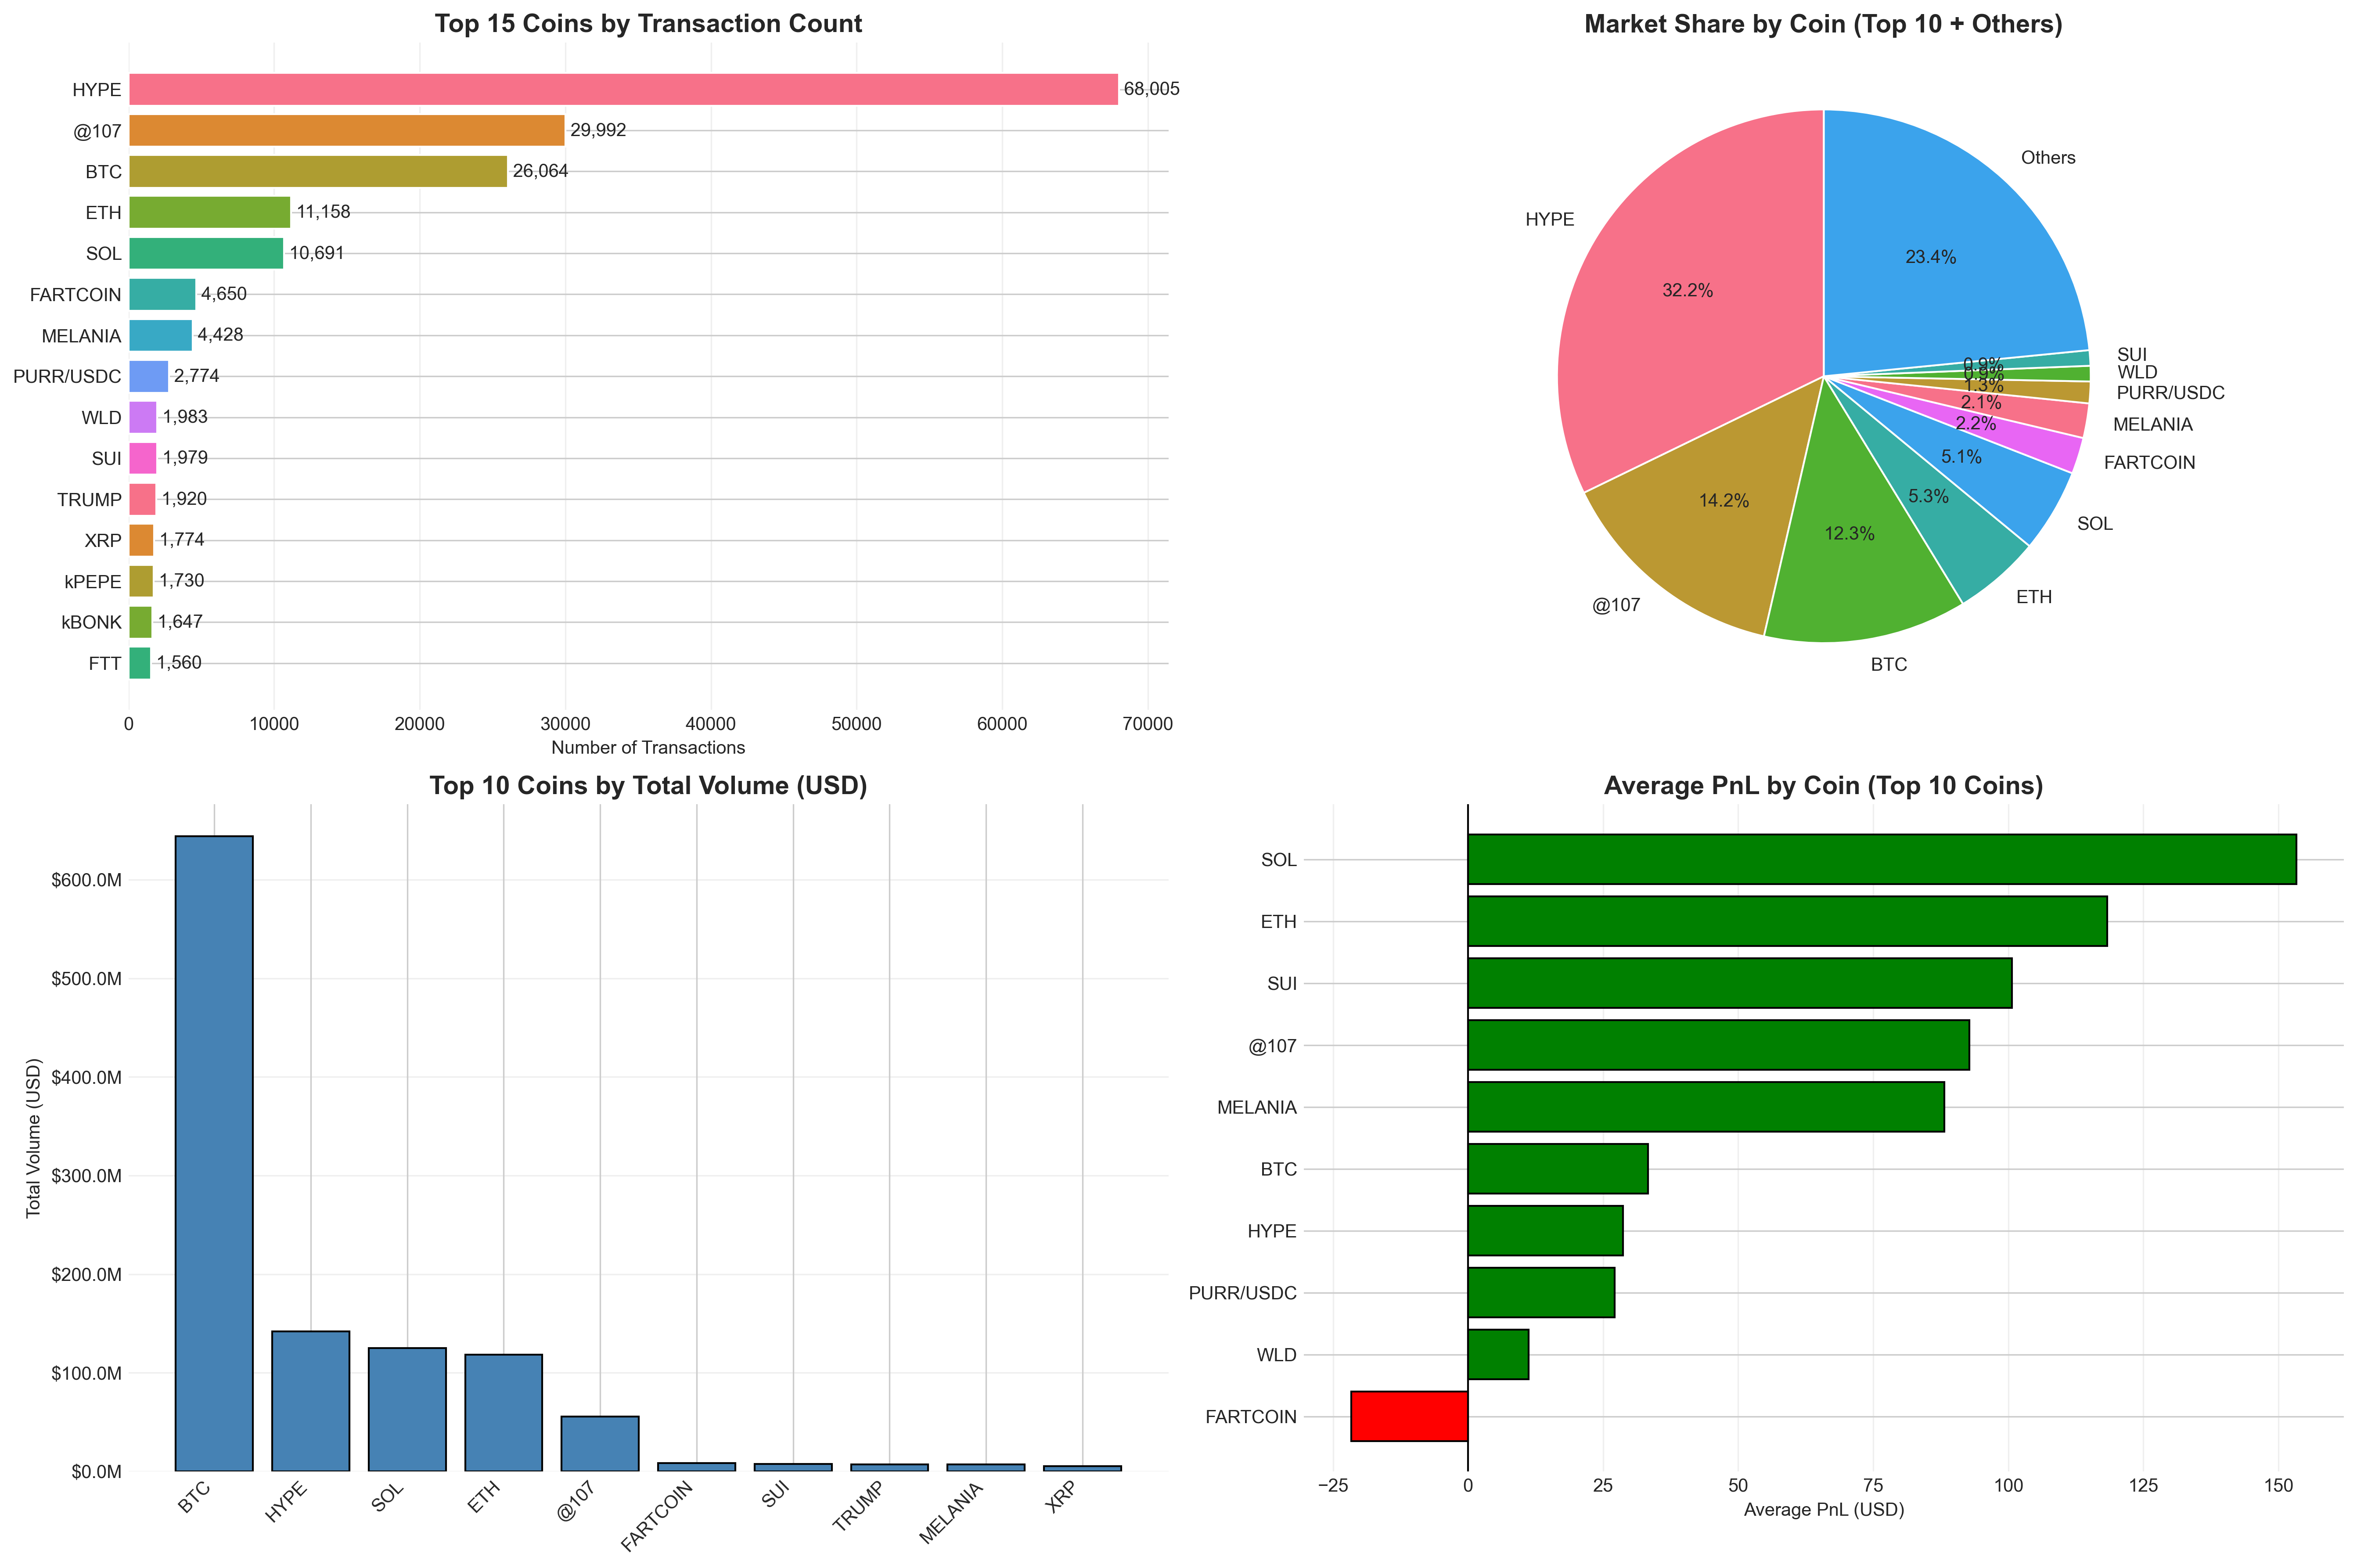 Top 15 Coins by Transaction Count
HYPE
68,005
@107
29,992
BTC
26,064
ETH
11,158
SOL
10,691
FARTCOIN
4,650
MELANIA
4,428
PURR/USDC
2,774
WLD
1,983
SUI
1,979
TRUMP
1,920
XRP
1,774
kPEPE
1,730
kBONK
1,647
FTT
1,560
0 10000 20000 30000 40000 50000 60000 70000
Number of Transactions
Market Share by Coin (Top 10 + Others)
Others
23.4%
HYPE
32.2%
SUI
0.9%
WLD
0.9%
PURR/USDC
1.3%
MELANIA
2.1%
FARTCOIN
2.2%
SOL
5.1%
ETH
5.3%
@107
14.2%
BTC
12.3%
Top 10 Coins by Total Volume (USD)
Total Volume (USD)
$600.0M
$500.0M
$400.0M
$300.0M
$200.0M
$100.0M
$0.0M
BTC HYPE SOL ETH @107 FARTCOIN SUI TRUMP MELANIA XRP
Average PnL by Coin (Top 10 Coins)
SOL
ETH
SUI
@107
MELANIA
BTC
HYPE
PURR/USDC
WLD
FARTCOIN
−25 0 25 50 75 100 125 150
Average PnL (USD)